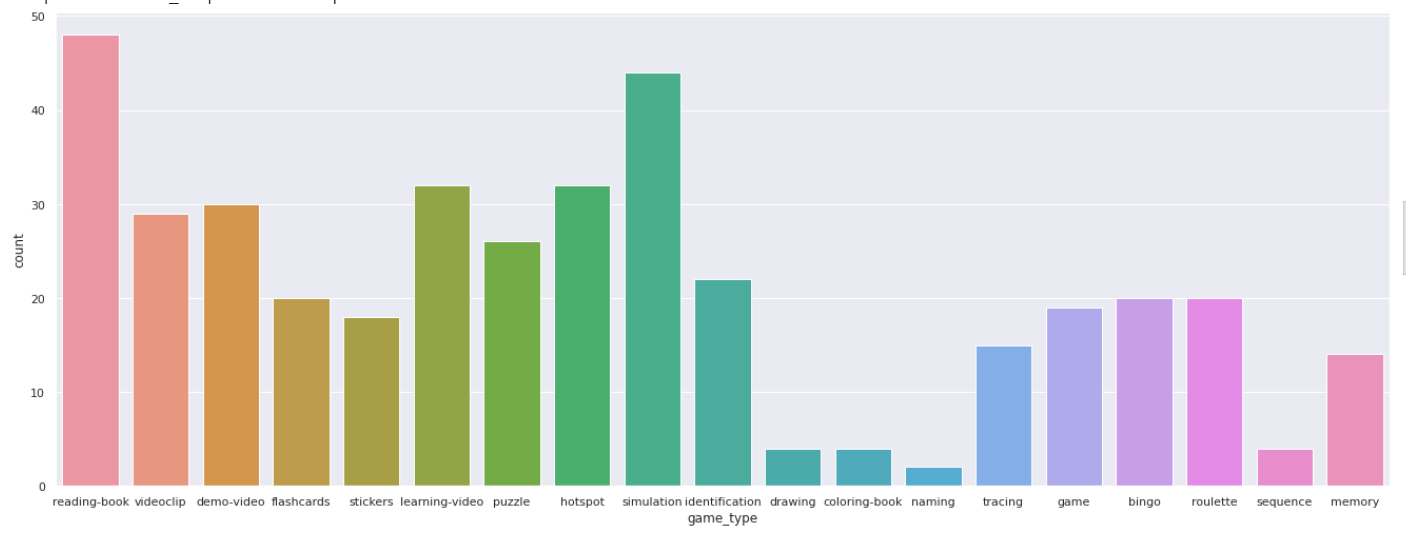 50
40
30
20
10
0
count
reading-book videoclip demo-video flashcards stickers learning-video puzzle hotspot simulation identification drawing coloring-book naming tracing game bingo roulette sequence memory
game_type